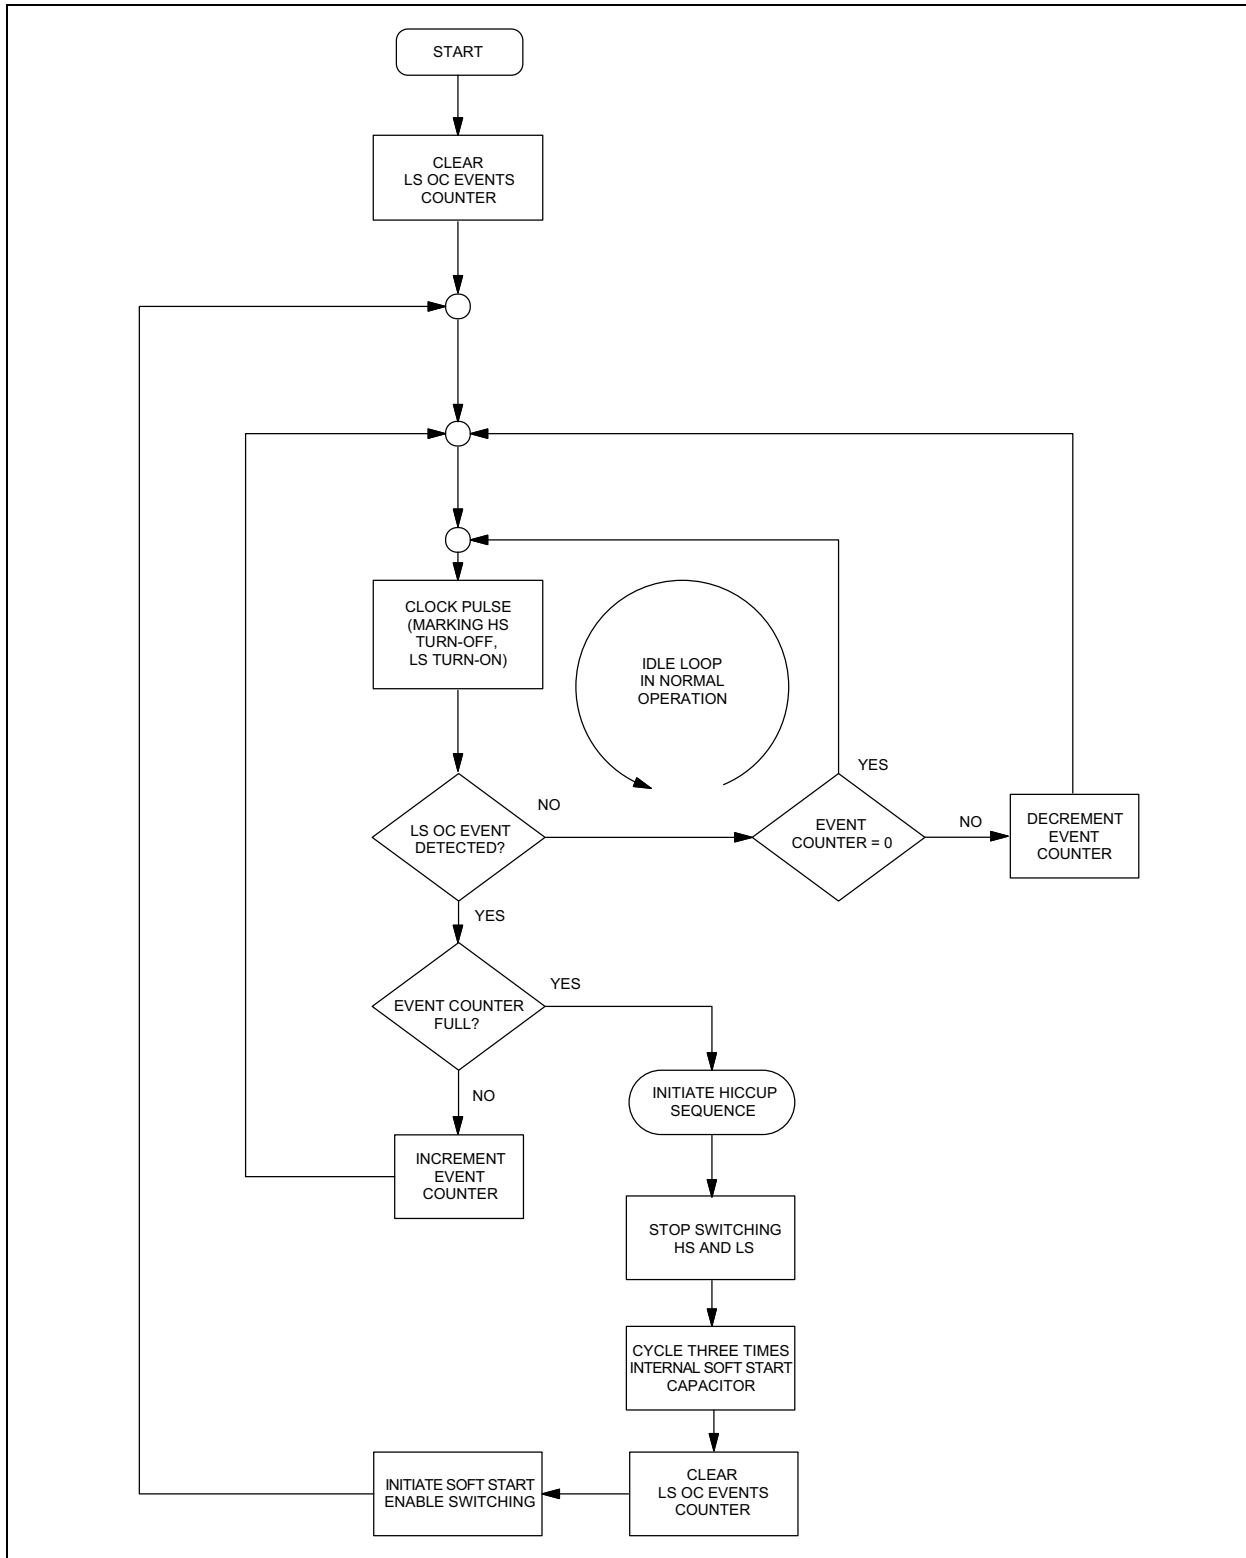 START
CLEAR
LS OC EVENTS
COUNTER
CLOCK PULSE
(MARKING HS
TURN-OFF,
LS TURN-ON)
IDLE LOOP
IN NORMAL
OPERATION
YES
NO
LS OC EVENT
DETECTED?
EVENT
COUNTER = 0
NO
DECREMENT
EVENT
COUNTER
YES
YES
EVENT COUNTER
FULL?
NO
INITIATE HICCUP
SEQUENCE
INCREMENT
EVENT
COUNTER
STOP SWITCHING
HS AND LS
CYCLE THREE TIMES
INTERNAL SOFT START
CAPACITOR
INITIATE SOFT START
ENABLE SWITCHING
CLEAR
LS OC EVENTS
COUNTER